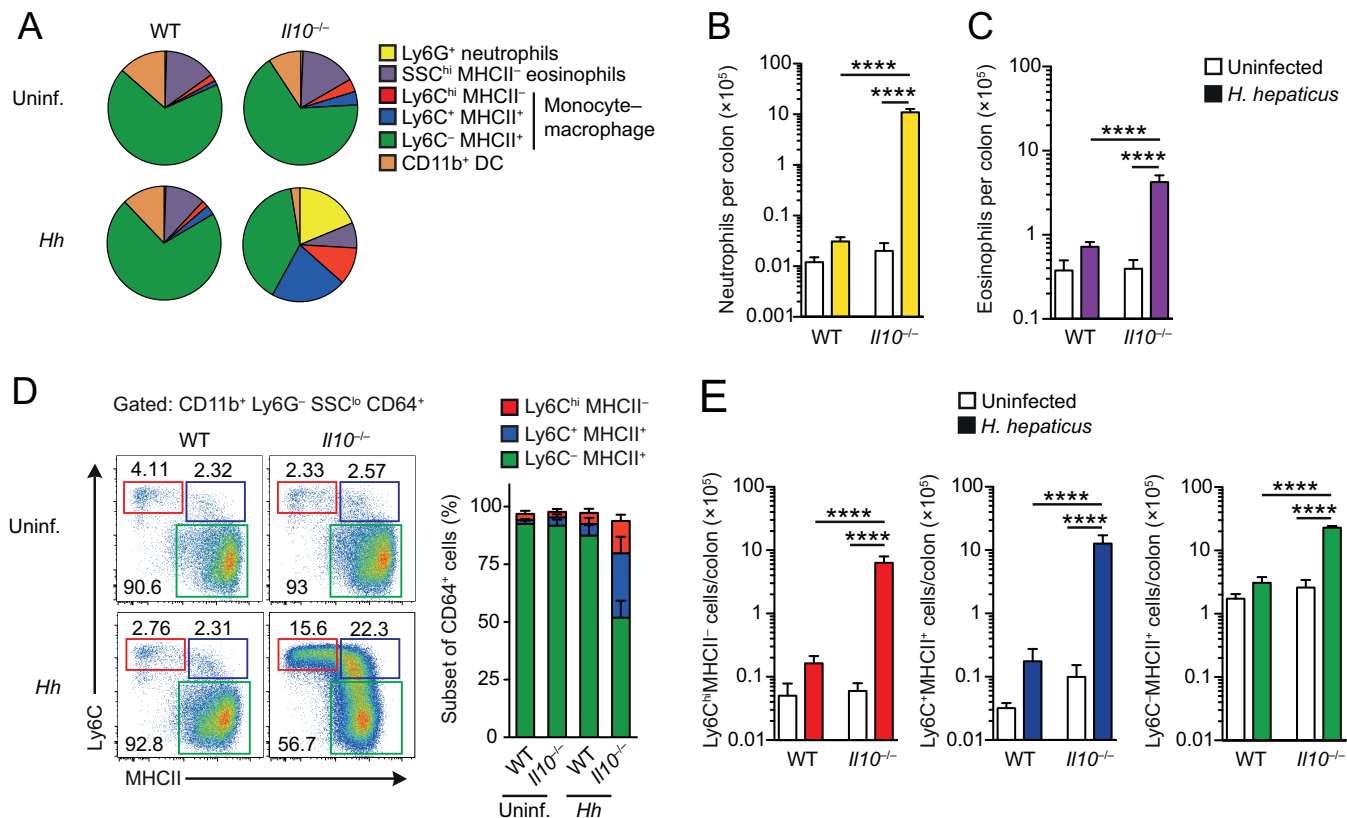 A
WT
Il10–/–
Uninf.
Hh
Ly6G+ neutrophils
SSChi MHCII– eosinophils
Ly6Chi MHCII–
Ly6C+ MHCII+
Ly6C– MHCII+
Monocyte–
macrophage
CD11b+ DC
B
Neutrophils per colon (×10⁵)
100
10
1
0.1
0.01
0.001
****
****
WT
Il10–/–
C
Eosinophils per colon (×10⁵)
100
10
1
0.1
****
****
WT
Il10–/–
Uninfected
H. hepaticus
D
Gated: CD11b+ Ly6G– SSClo CD64+
WT
Il10–/–
Uninf.
4.11
2.32
90.6
2.33
2.57
93
Hh
2.76
2.31
92.8
15.6
22.3
56.7
Ly6C
MHCII
Ly6Chi MHCII–
Ly6C+ MHCII+
Ly6C– MHCII+
Subset of CD64+ cells (%)
100
75
50
25
0
WT
Il10–/–
WT
Il10–/–
Uninf.
Hh
E
Uninfected
H. hepaticus
Ly6ChiMHCII– cells/colon (×10⁵)
100
10
1
0.1
0.01
****
****
WT
Il10–/–
Ly6C+MHCII+ cells/colon (×10⁵)
100
10
1
0.1
0.01
****
****
WT
Il10–/–
Ly6C–MHCII+ cells/colon (×10⁵)
100
10
1
0.1
0.01
****
****
WT
Il10–/–